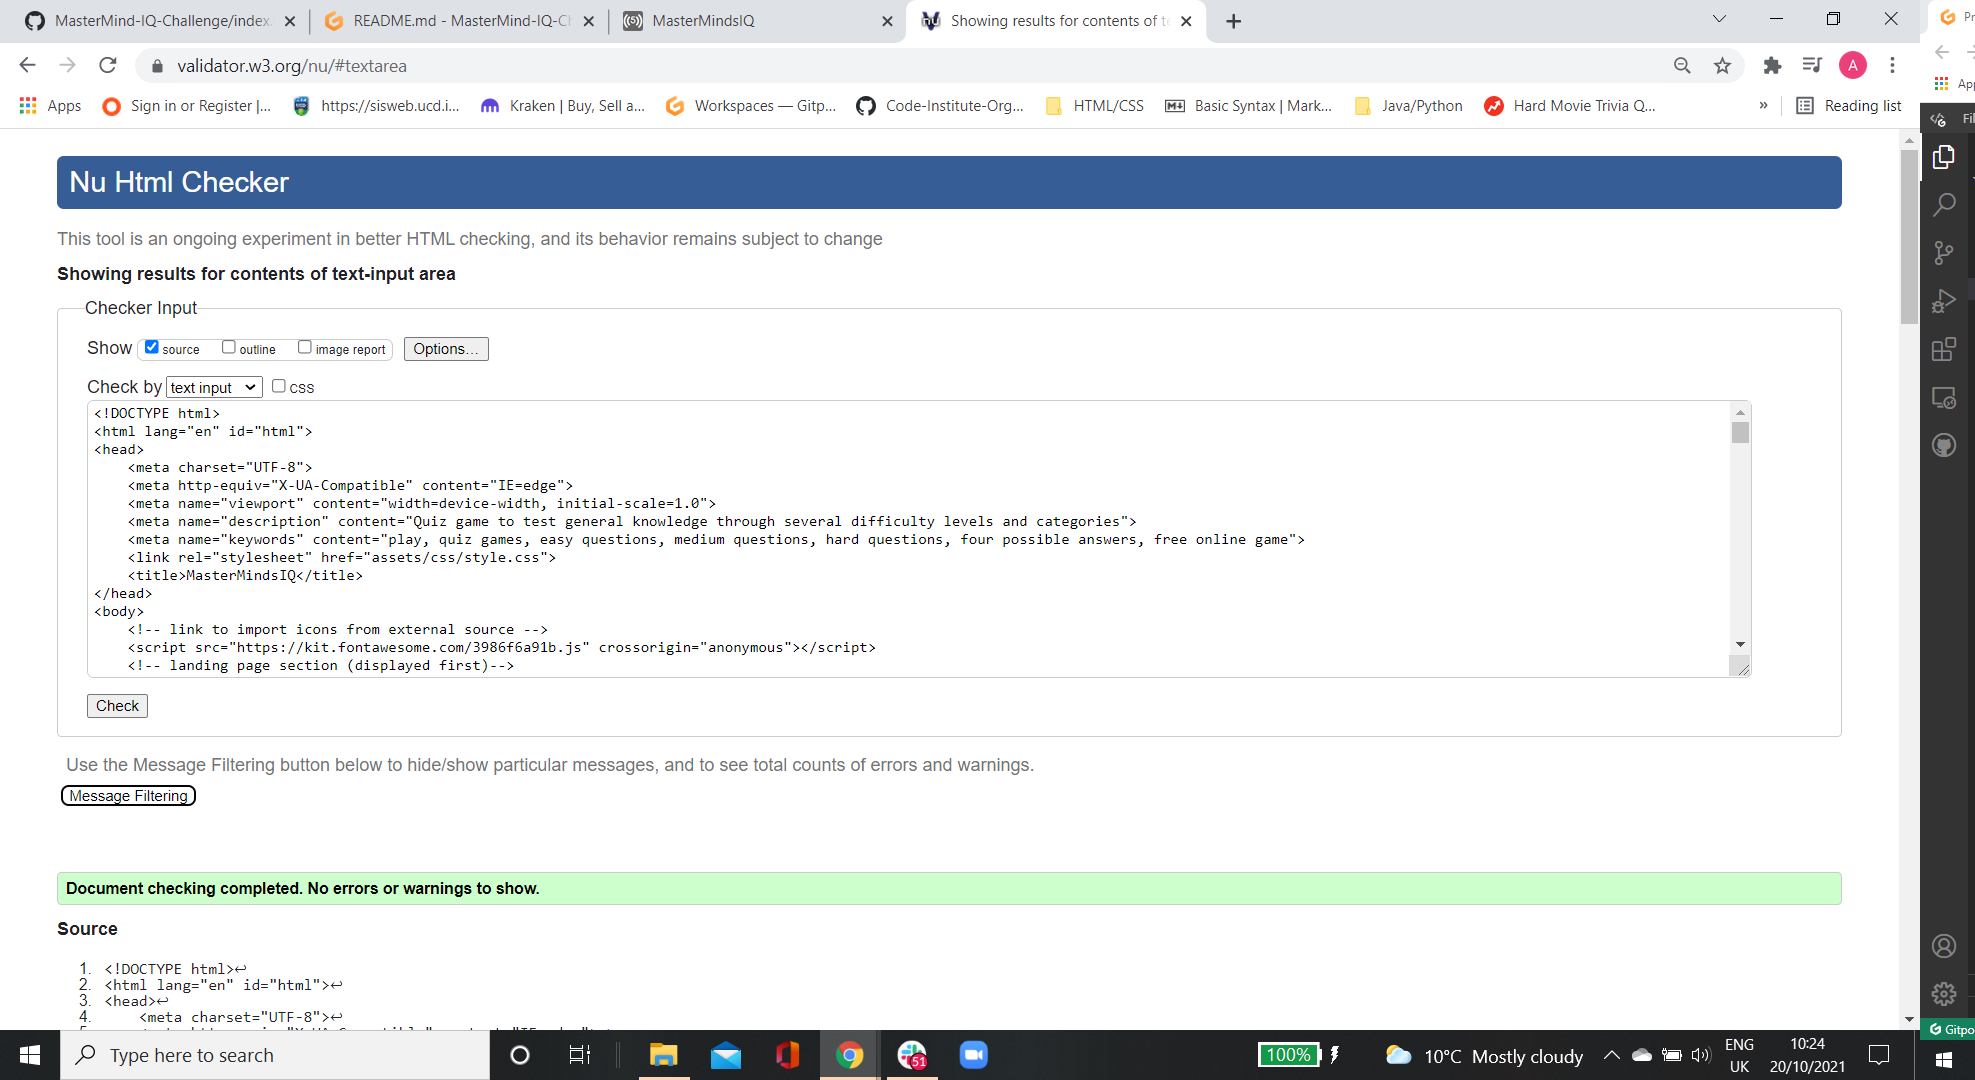 MasterMind-IQ-Challenge/index
README.md - MasterMind-IQ-Ch
MasterMindsIQ
Showing results for contents of te
Pr
validator.w3.org/nu/#textarea
A
Apps
Sign in or Register |...
https://sisweb.ucd.i...
Kraken | Buy, Sell a...
Workspaces — Gitp...
Code-Institute-Org...
HTML/CSS
Basic Syntax | Mark...
Java/Python
Hard Movie Trivia Q...
»
Reading list
App
Fil
Nu Html Checker
This tool is an ongoing experiment in better HTML checking, and its behavior remains subject to change
Showing results for contents of text-input area
Checker Input
Show source outline image report Options...
Check by text input css
<!DOCTYPE html>
<html lang="en" id="html">
<head>
<meta charset="UTF-8">
<meta http-equiv="X-UA-Compatible" content="IE=edge">
<meta name="viewport" content="width=device-width, initial-scale=1.0">
<meta name="description" content="Quiz game to test general knowledge through several difficulty levels and categories">
<meta name="keywords" content="play, quiz games, easy questions, medium questions, hard questions, four possible answers, free online game">
<link rel="stylesheet" href="assets/css/style.css">
<title>MasterMindsIQ</title>
</head>
<body>
<!-- link to import icons from external source -->
<script src="https://kit.fontawesome.com/3986f6a91b.js" crossorigin="anonymous"></script>
<!-- landing page section (displayed first)-->
Check
Use the Message Filtering button below to hide/show particular messages, and to see total counts of errors and warnings.
Message Filtering
Document checking completed. No errors or warnings to show.
Source
1. <!DOCTYPE html>↩
2. <html lang="en" id="html">↩
3. <head>↩
4. <meta charset="UTF-8">↩
Gitpo
Type here to search
51
100%
10°C Mostly cloudy
ENG
UK
10:24
20/10/2021